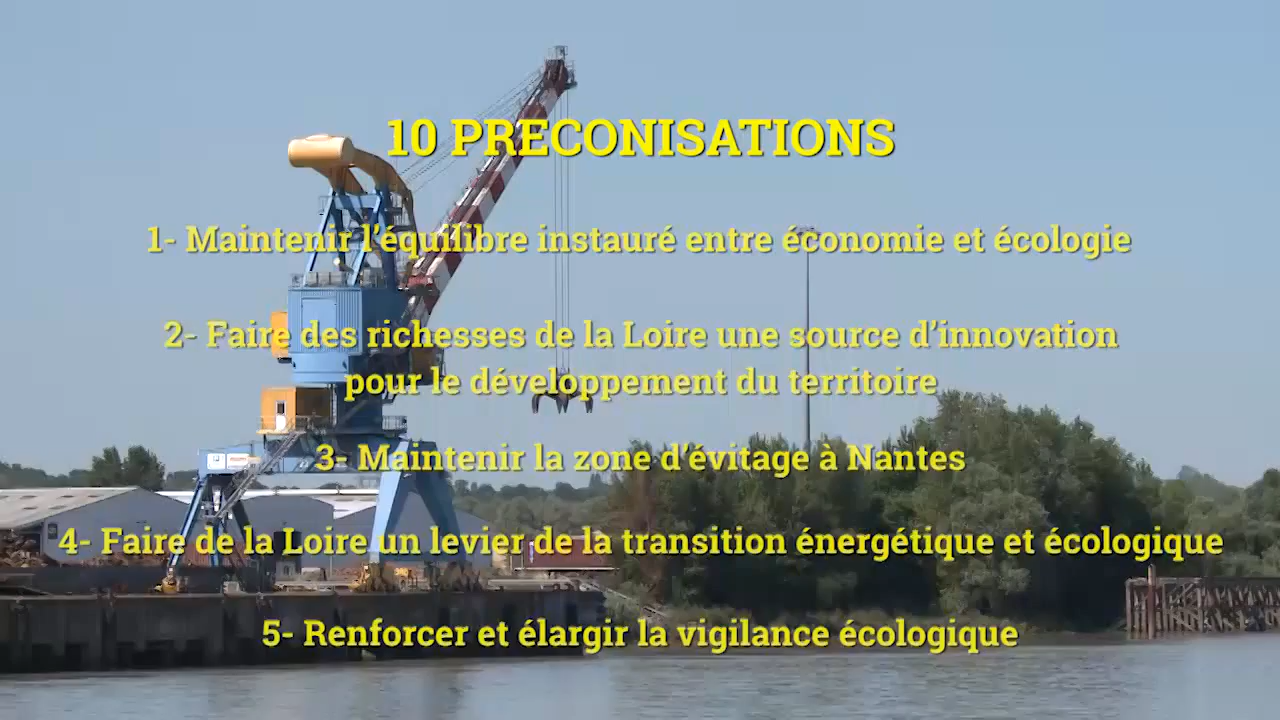 10 PRECONISATIONS
1- Maintenir l’équilibre instauré entre économie et écologie
2- Faire des richesses de la Loire une source d’innovation
pour le développement du territoire
3- Maintenir la zone d’évitage à Nantes
4- Faire de la Loire un levier de la transition énergétique et écologique
5- Renforcer et élargir la vigilance écologique